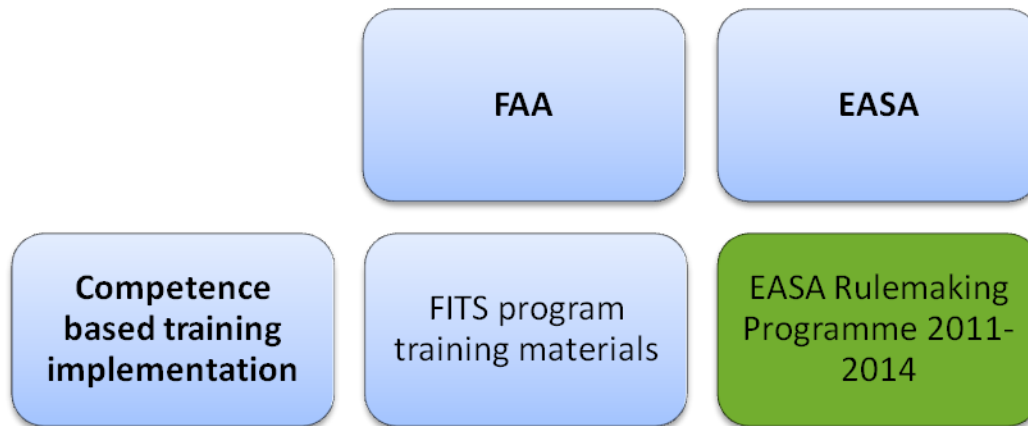 FAA
EASA
Competence
based training
implementation
FITS program
training materials
EASA Rulemaking
Programme 2011-
2014